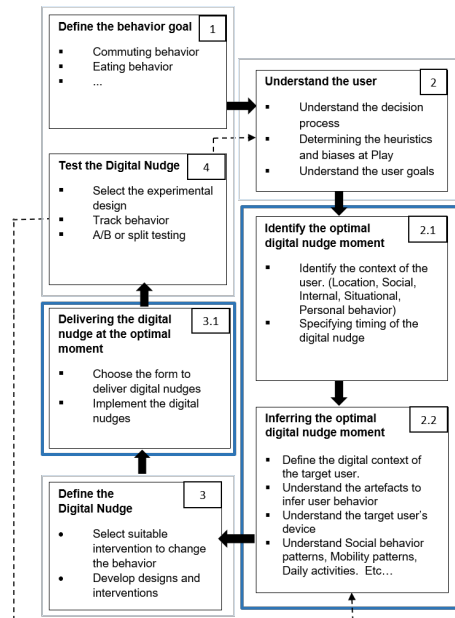 Define the behavior goal
1
▪ Commuting behavior
▪ Eating behavior
▪ ...
Understand the user
2
▪ Understand the decision
process
▪ Determining the heuristics
and biases at Play
▪ Understand the user goals
Test the Digital Nudge
4
▪ Select the experimental
design
▪ Track behavior
▪ A/B or split testing
Identify the optimal
digital nudge moment
2.1
▪ Identify the context of the
user. (Location, Social,
Internal, Situational,
Personal behavior)
▪ Specifying timing of the
digital nudge
Delivering the digital
nudge at the optimal
moment
3.1
▪ Choose the form to
deliver digital nudges
▪ Implement the digital
nudges
Inferring the optimal
digital nudge moment
2.2
▪ Define the digital context of
the target user.
▪ Understand the artefacts to
infer user behavior
▪ Understand the target user's
device
▪ Understand Social behavior
patterns, Mobility patterns,
Daily activities. Etc...
Define the
Digital Nudge
3
• Select suitable
intervention to change
the behavior
• Develop designs and
interventions